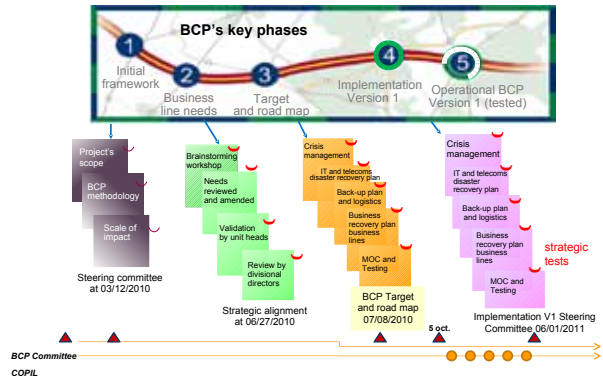 BCP's key phases
1
Initial
framework
2
Business
line needs
3
Target
and road map
4
Implementation
Version 1
5
Operational BCP
Version 1 (tested)
Project's
scope
BCP
methodology
Scale of
impact
Steering committee
at 03/12/2010
Brainstorming
workshop
Needs
reviewed
and amended
Validation
by unit heads
Review by
divisional
directors
Strategic alignment
at 06/27/2010
Crisis
management
IT and telecoms
disaster recovery plan
Back-up plan
and logistics
Business
recovery plan
business
lines
MOC and
Testing
BCP Target
and road map
07/08/2010
Crisis
management
IT and telecoms
disaster
recovery plan
Back-up plan
and logistics
Business
recovery plan
business
lines
MOC and
Testing
strategic
tests
Implementation V1 Steering
Committee 06/01/2011
5 oct.
BCP Committee
COPIL